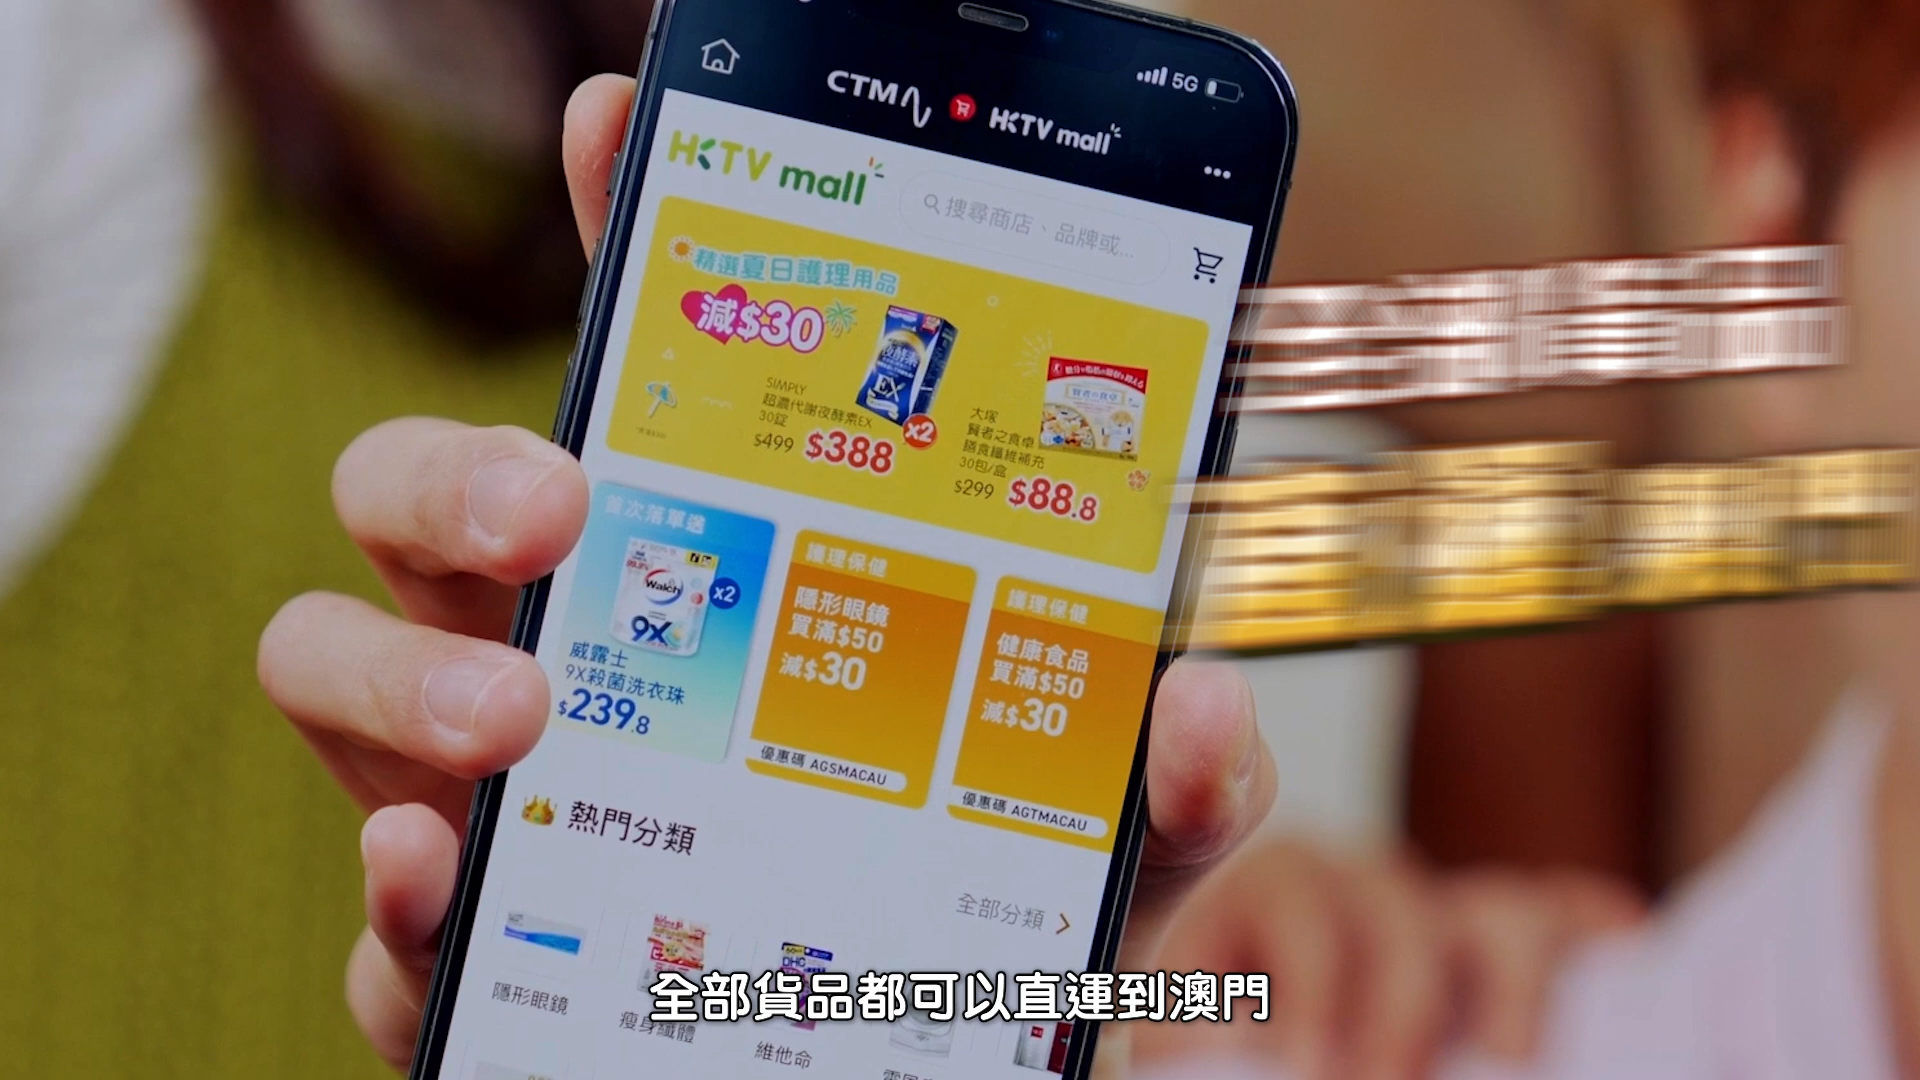 5G
CTM HKTV mall
HKTV mall
搜尋商店、品牌或...
精選夏日護理用品
減$30
SIMPLY
超濃代謝夜酵素EX
30錠
$499 $388
x2
大塚
賢者之食卓
膳食纖維補充
30包/盒
$299 $88.8
首次落單送
Walch
9X
x2
威露士
9X殺菌洗衣珠
$239.8
護理保健
隱形眼鏡
買滿$50
減$30
優惠碼 AGSMACAU
護理保健
健康食品
買滿$50
減$30
優惠碼 AGTMACAU
熱門分類
全部分類
DHC
隱形眼鏡
瘦身纖體
維他命
全部貨品都可以直運到澳門